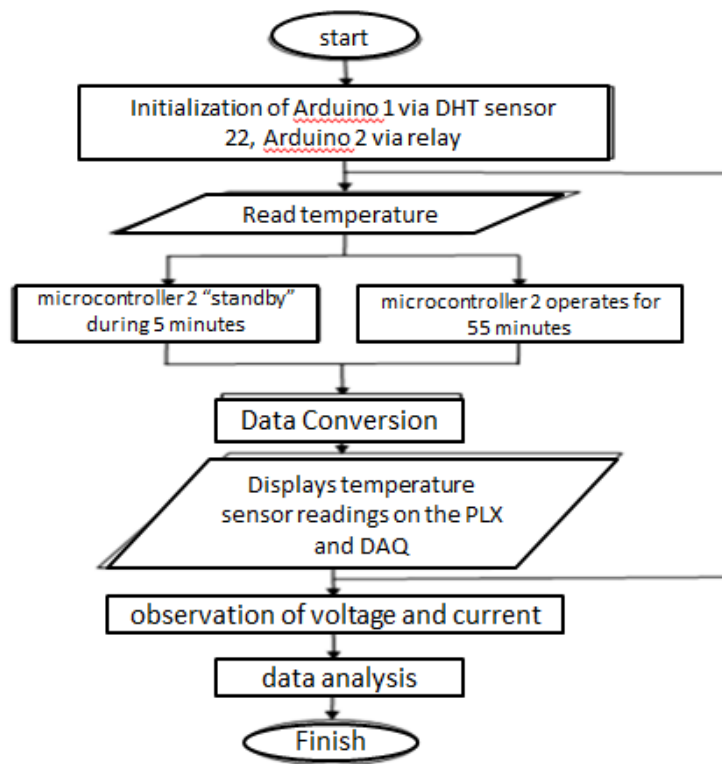 start
Initialization of Arduino 1 via DHT sensor
22, Arduino 2 via relay
Read temperature
microcontroller 2 “standby”
during 5 minutes
microcontroller 2 operates for
55 minutes
Data Conversion
Displays temperature
sensor readings on the PLX
and DAQ
observation of voltage and current
data analysis
Finish